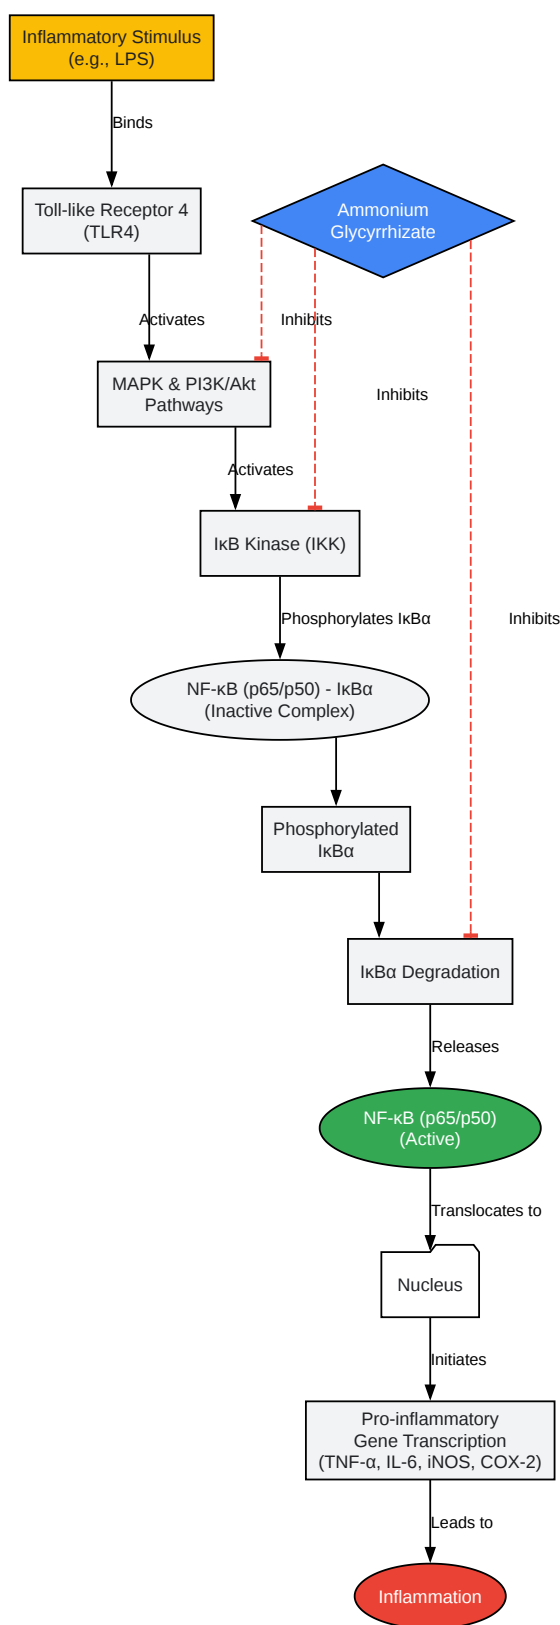 Inflammatory Stimulus
(e.g., LPS)
Binds
Toll-like Receptor 4
(TLR4)
Ammonium
Glycyrrhizate
Activates
Inhibits
MAPK & PI3K/Akt
Pathways
Inhibits
Activates
IκB Kinase (IKK)
Phosphorylates IκBα
Inhibits
NF-κB (p65/p50) - IκBα
(Inactive Complex)
Phosphorylated
IκBα
IκBα Degradation
Releases
NF-κB (p65/p50)
(Active)
Translocates to
Nucleus
Initiates
Pro-inflammatory
Gene Transcription
(TNF-α, IL-6, iNOS, COX-2)
Leads to
Inflammation